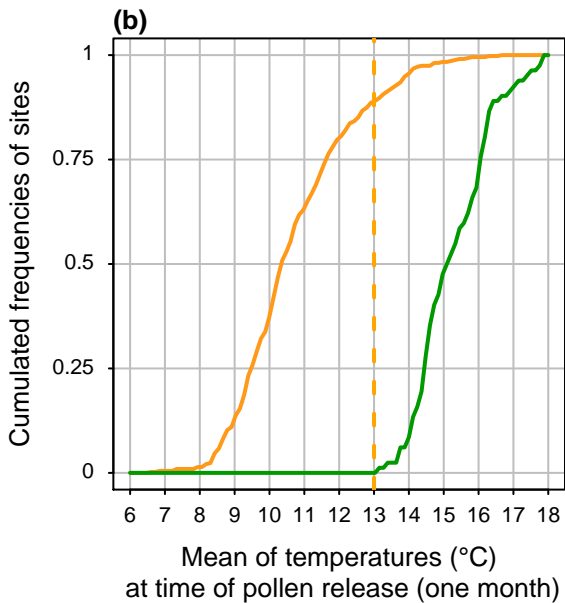 (b)
Cumulated frequencies of sites
1
0.75
0.5
0.25
0
6 7 8 9 10 11 12 13 14 15 16 17 18
Mean of temperatures (°C)
at time of pollen release (one month)